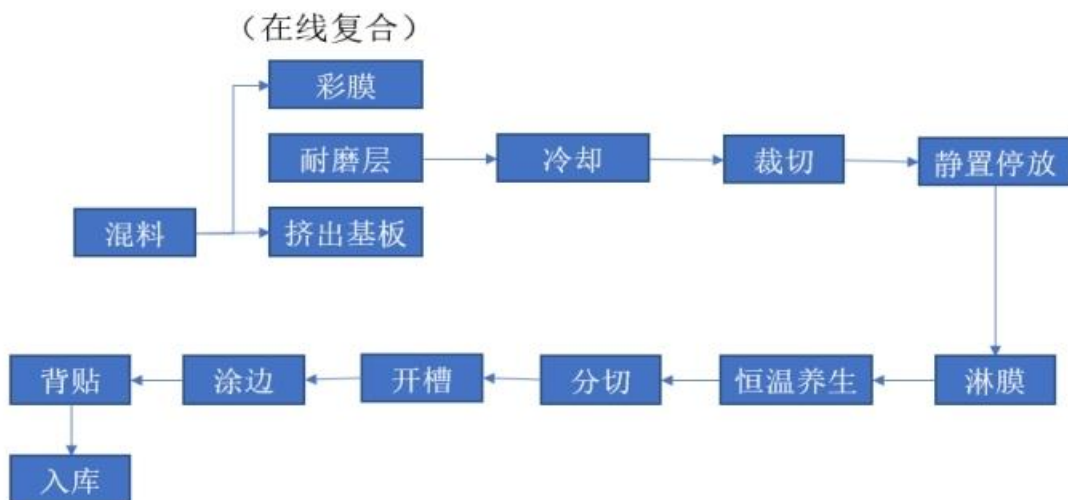 （在线复合）
彩膜
耐磨层
冷却
裁切
静置停放
混料
挤出基板
背贴
涂边
开槽
分切
恒温养生
淋膜
入库